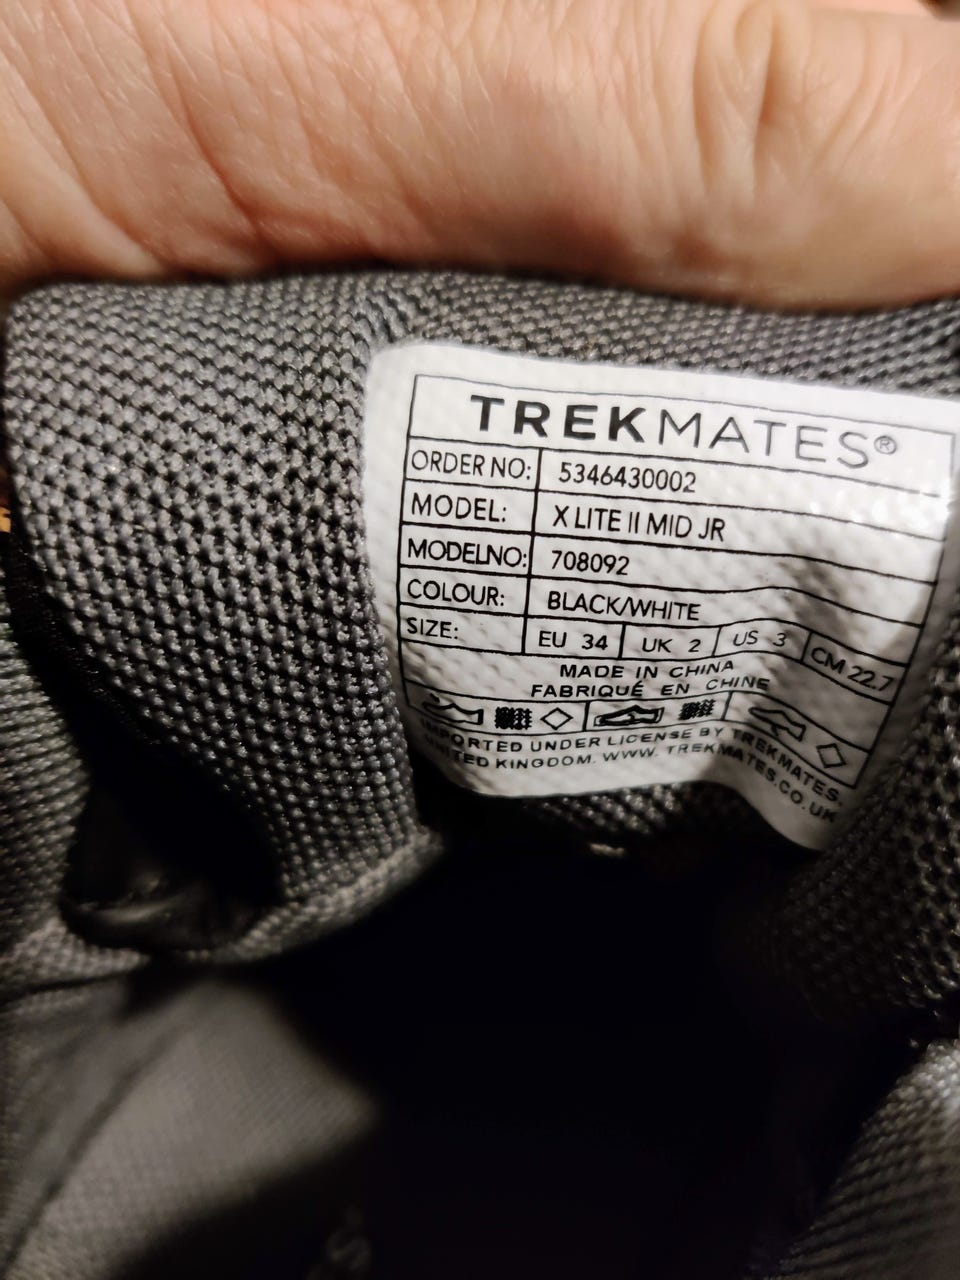 TREKMATES®
ORDER NO: 5346430002
MODEL: X LITE II MID JR
MODELNO: 708092
COLOUR: BLACK/WHITE
SIZE: EU 34 UK 2 US 3 CM 22.7
MADE IN CHINA
FABRIQUÉ EN CHINE
IMPORTED UNDER LICENSE BY TREKMATES.
UNITED KINGDOM. WWW. TREKMATES.CO.UK